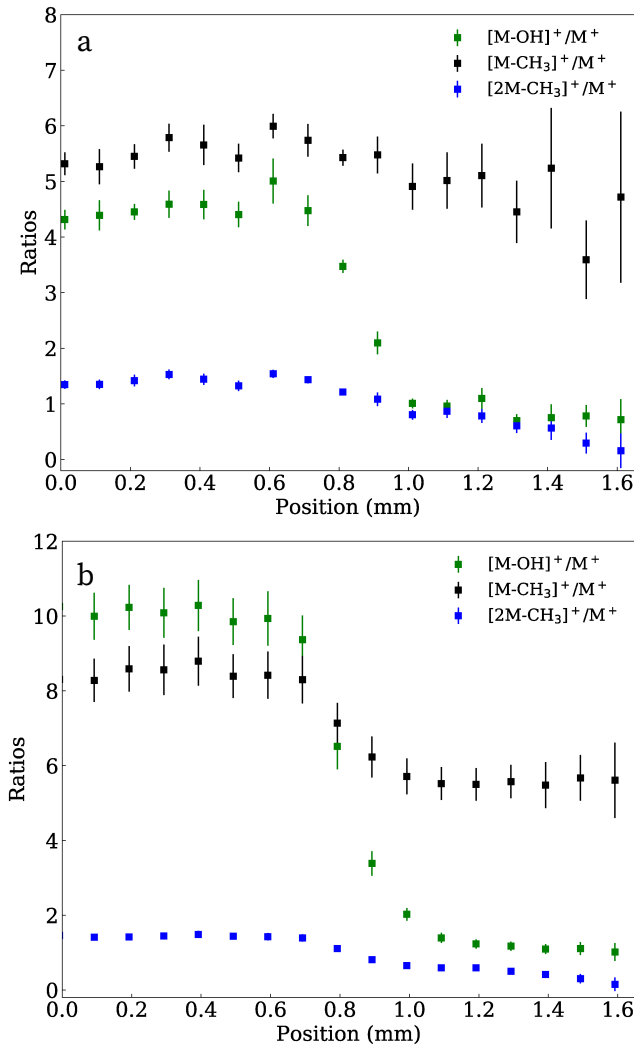 a
[M-OH]⁺/M⁺
[M-CH₃]⁺/M⁺
[2M-CH₃]⁺/M⁺
8
7
6
5
4
3
2
1
0
Ratios
0.0 0.2 0.4 0.6 0.8 1.0 1.2 1.4 1.6
Position (mm)
b
[M-OH]⁺/M⁺
[M-CH₃]⁺/M⁺
[2M-CH₃]⁺/M⁺
12
10
8
6
4
2
0
Ratios
0.0 0.2 0.4 0.6 0.8 1.0 1.2 1.4 1.6
Position (mm)